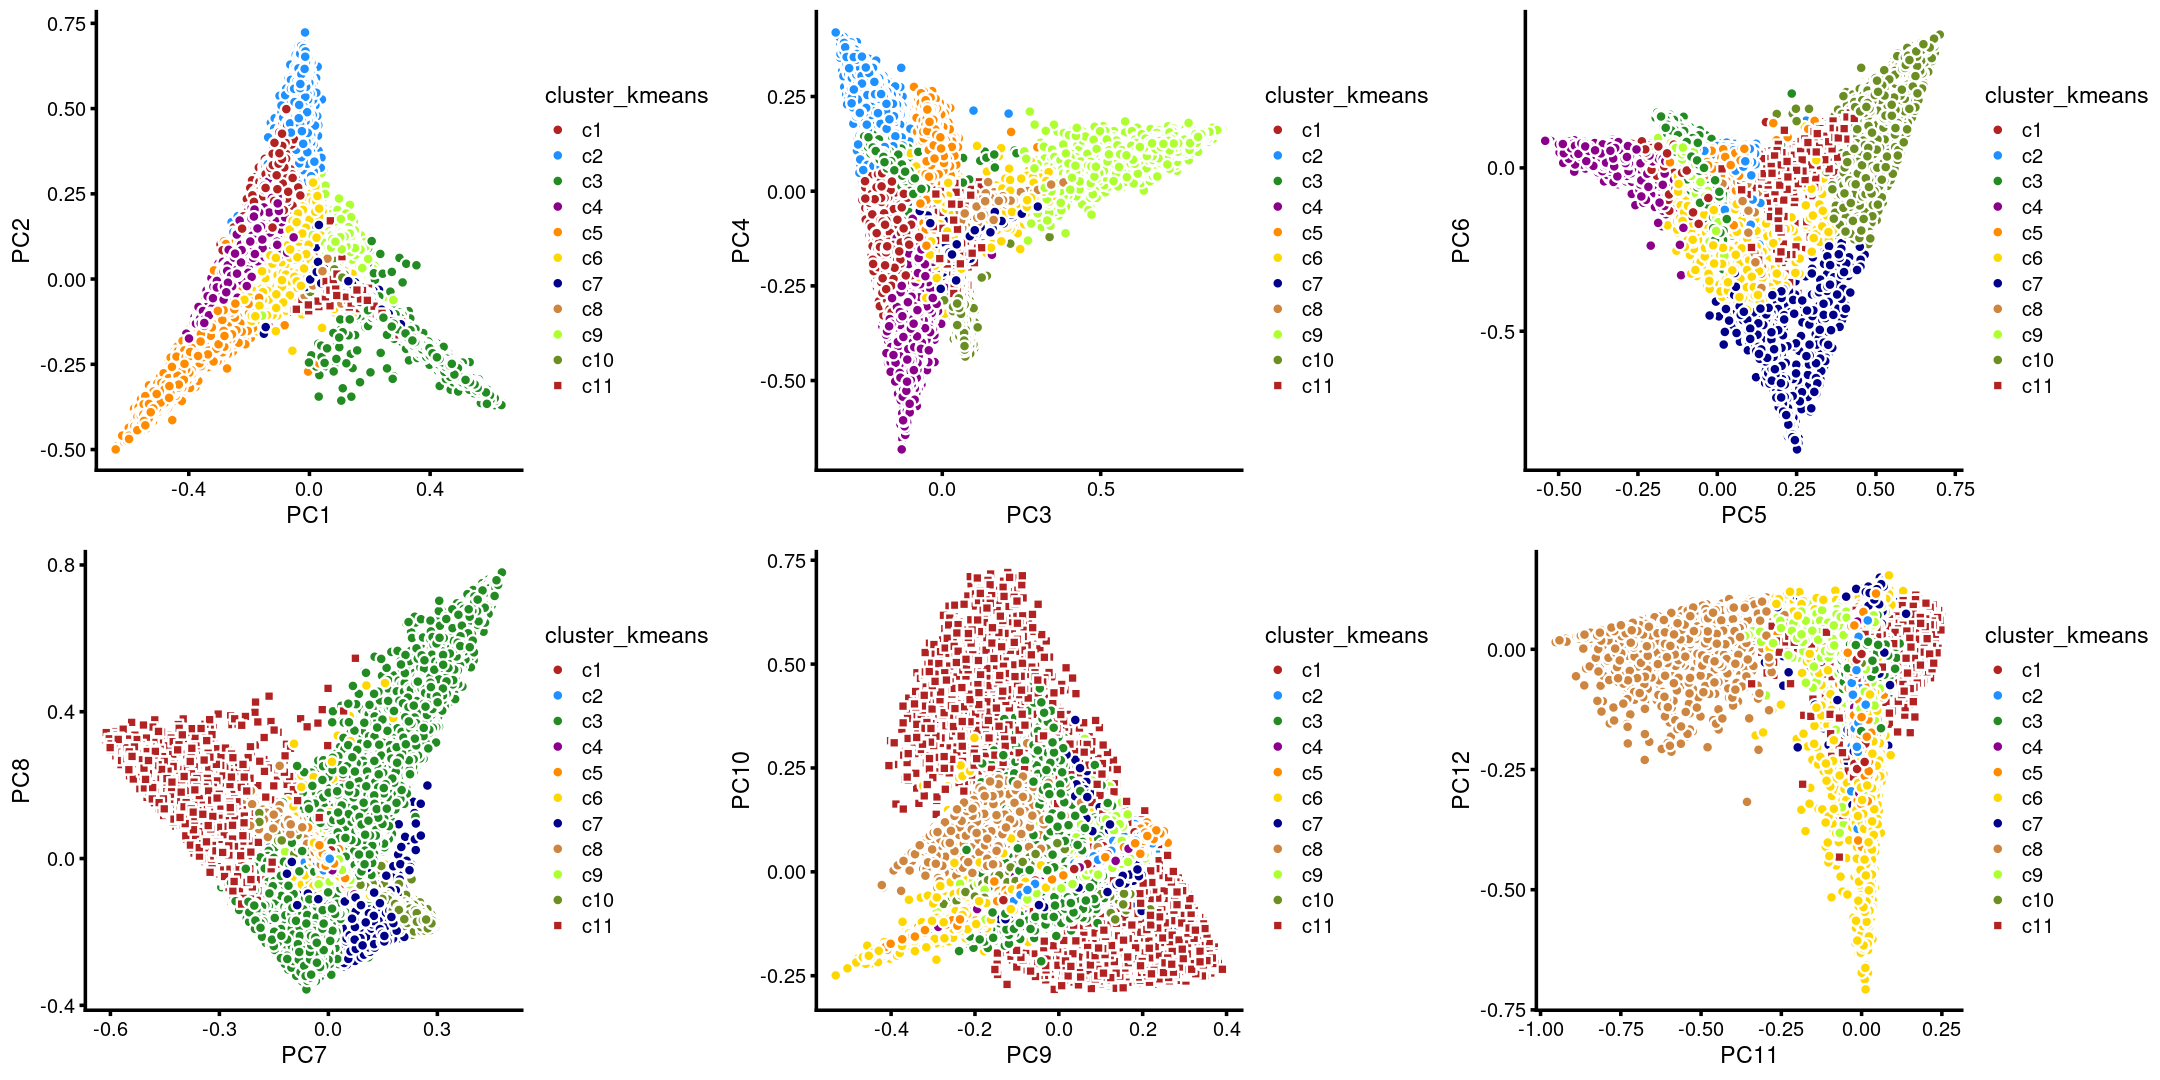 0.75
0.50
0.25
0.00
-0.25
-0.50
PC2
-0.4 0.0 0.4
PC1
cluster_kmeans
c1
c2
c3
c4
c5
c6
c7
c8
c9
c10
c11
0.25
0.00
-0.25
-0.50
PC4
0.0 0.5
PC3
cluster_kmeans
c1
c2
c3
c4
c5
c6
c7
c8
c9
c10
c11
0.0
-0.5
PC6
-0.50 -0.25 0.00 0.25 0.50 0.75
PC5
cluster_kmeans
c1
c2
c3
c4
c5
c6
c7
c8
c9
c10
c11
0.8
0.4
0.0
-0.4
PC8
-0.6 -0.3 0.0 0.3
PC7
cluster_kmeans
c1
c2
c3
c4
c5
c6
c7
c8
c9
c10
c11
0.75
0.50
0.25
0.00
-0.25
PC10
-0.4 -0.2 0.0 0.2 0.4
PC9
cluster_kmeans
c1
c2
c3
c4
c5
c6
c7
c8
c9
c10
c11
0.00
-0.25
-0.50
-0.75
PC12
-1.00 -0.75 -0.50 -0.25 0.00 0.25
PC11
cluster_kmeans
c1
c2
c3
c4
c5
c6
c7
c8
c9
c10
c11